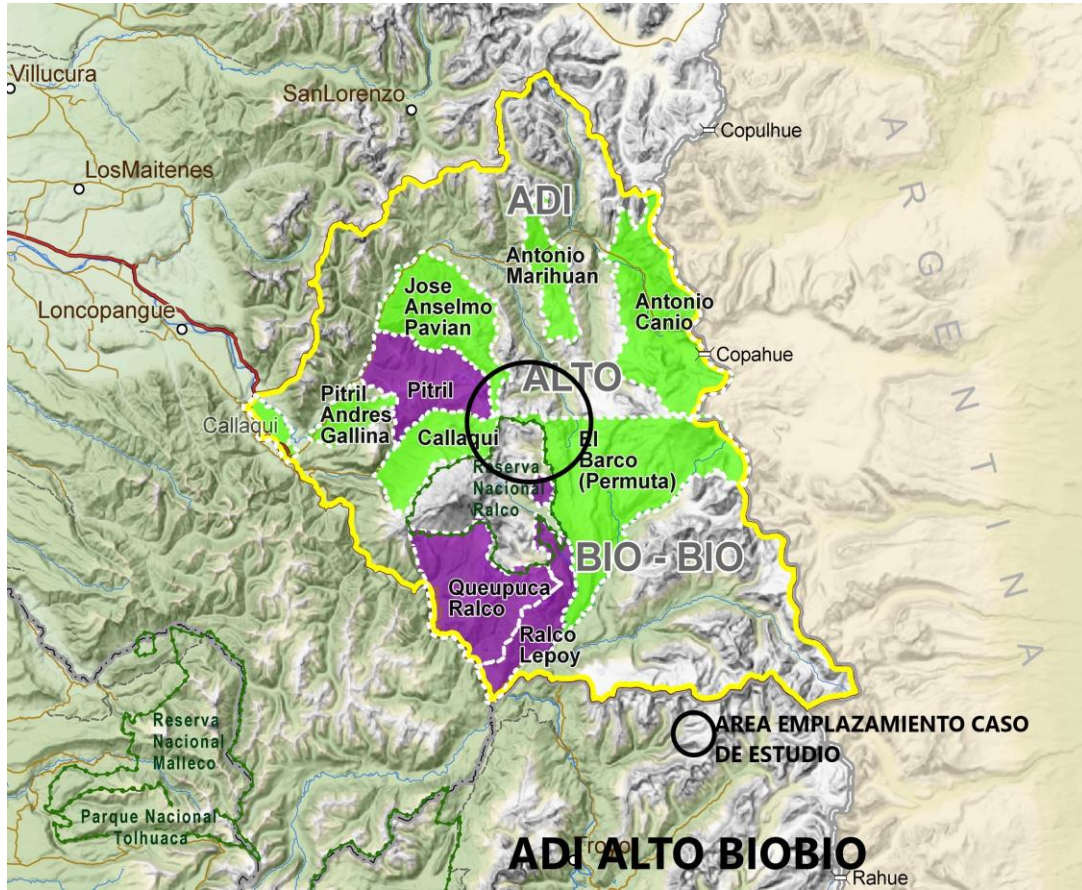 Villucura
SanLorenzo
Copulhue
LosMaitenes
ADI
Antonio
Marihuan
Jose
Anselmo
Pavian
Antonio
Canio
Loncopangue
Copahue
ALTO
Pitril
Pitril
Andres
Gallina
Callaqui
Callaqui
El
Barco
(Permuta)
Reserva
Nacional
Ralco
BIO - BIO
Queupuca
Ralco
Ralco
Lepoy
ARGENTINA
AREA EMPLAZAMIENTO CASO
DE ESTUDIO
Reserva
Nacional
Malleco
Parque Nacional
Tolhuaca
ADI ALTO BIOBIO
Rahue